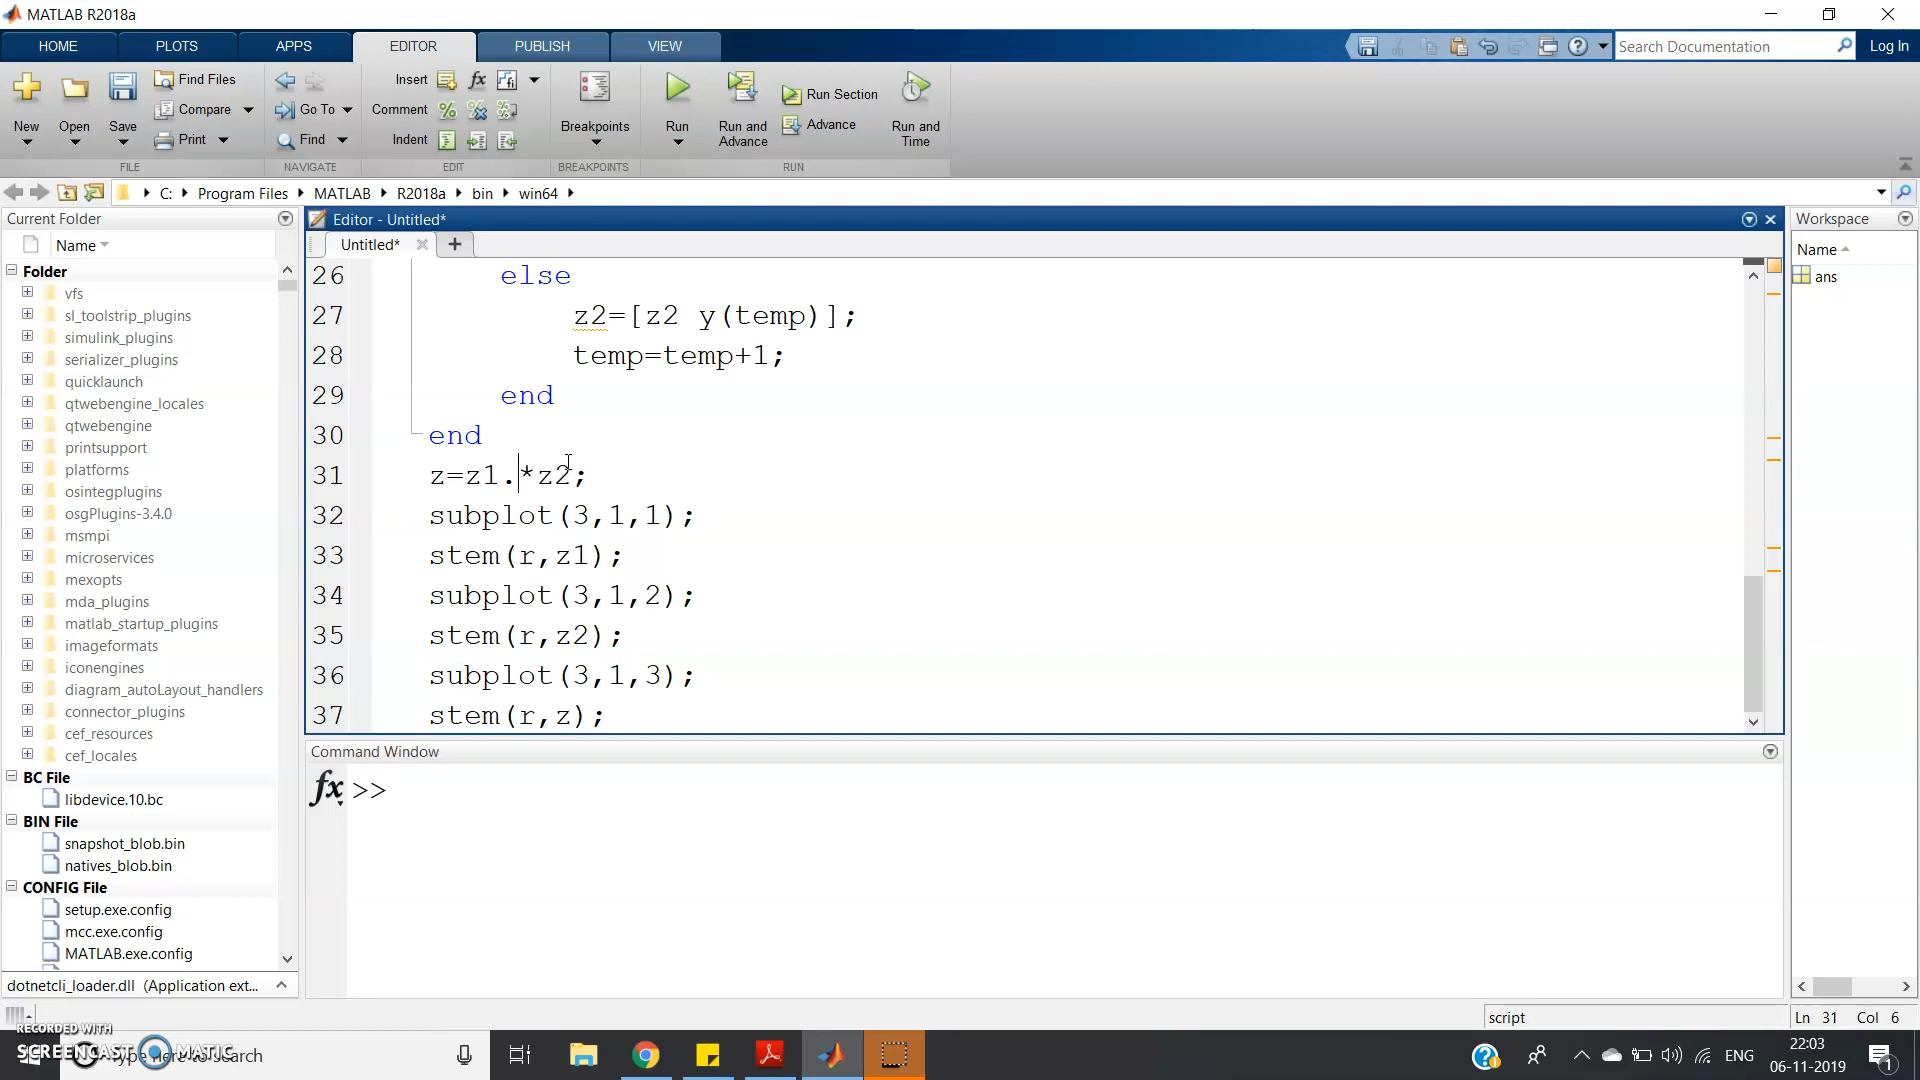 MATLAB R2018a
HOME PLOTS APPS EDITOR PUBLISH VIEW
Search Documentation
Log In
New Open Save
Find Files
Compare
Print
Go To
Find
Insert
Comment
Indent
fx
Breakpoints
Run
Run and Advance
Run Section
Advance
Run and Time
FILE NAVIGATE EDIT BREAKPOINTS RUN
C: Program Files MATLAB R2018a bin win64
Current Folder
Name
Folder
vfs
sl_toolstrip_plugins
simulink_plugins
serializer_plugins
quicklaunch
qtwebengine_locales
qtwebengine
printsupport
platforms
osintegplugins
osgPlugins-3.4.0
msmpi
microservices
mexopts
mda_plugins
matlab_startup_plugins
imageformats
iconengines
diagram_autoLayout_handlers
connector_plugins
cef_resources
cef_locales
BC File
libdevice.10.bc
BIN File
snapshot_blob.bin
natives_blob.bin
CONFIG File
setup.exe.config
mcc.exe.config
MATLAB.exe.config
dotnetcli_loader.dll (Application ext...
Editor - Untitled*
Untitled*
26 else
27 z2=[z2 y(temp)];
28 temp=temp+1;
29 end
30 end
31 z=z1.*z2;
32 subplot(3,1,1);
33 stem(r,z1);
34 subplot(3,1,2);
35 stem(r,z2);
36 subplot(3,1,3);
37 stem(r,z);
Command Window
fx >>
Workspace
Name
ans
script
Ln 31 Col 6
RECORDED WITH
SCREENCAST MATIC
Type here to search
ENG
22:03
06-11-2019
1